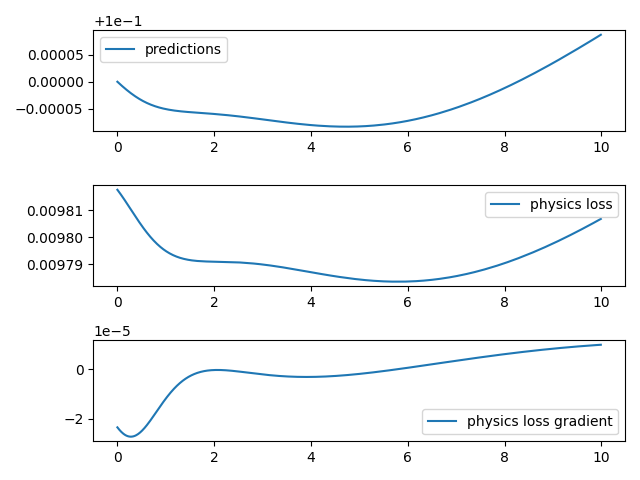 +1e−1
predictions
0.00005
0.00000
−0.00005
0 2 4 6 8 10
physics loss
0.00981
0.00980
0.00979
0 2 4 6 8 10
1e−5
0
−2
physics loss gradient
0 2 4 6 8 10